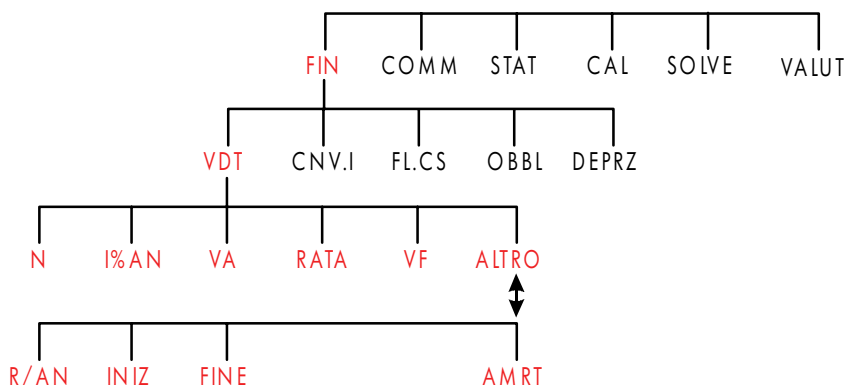 FIN COMM STAT CAL SOLVE VALUT
VDT CNV.I FL.CS OBBL DEPRZ
N I%AN VA RATA VF ALTRO
R/AN INIZ FINE AMRT